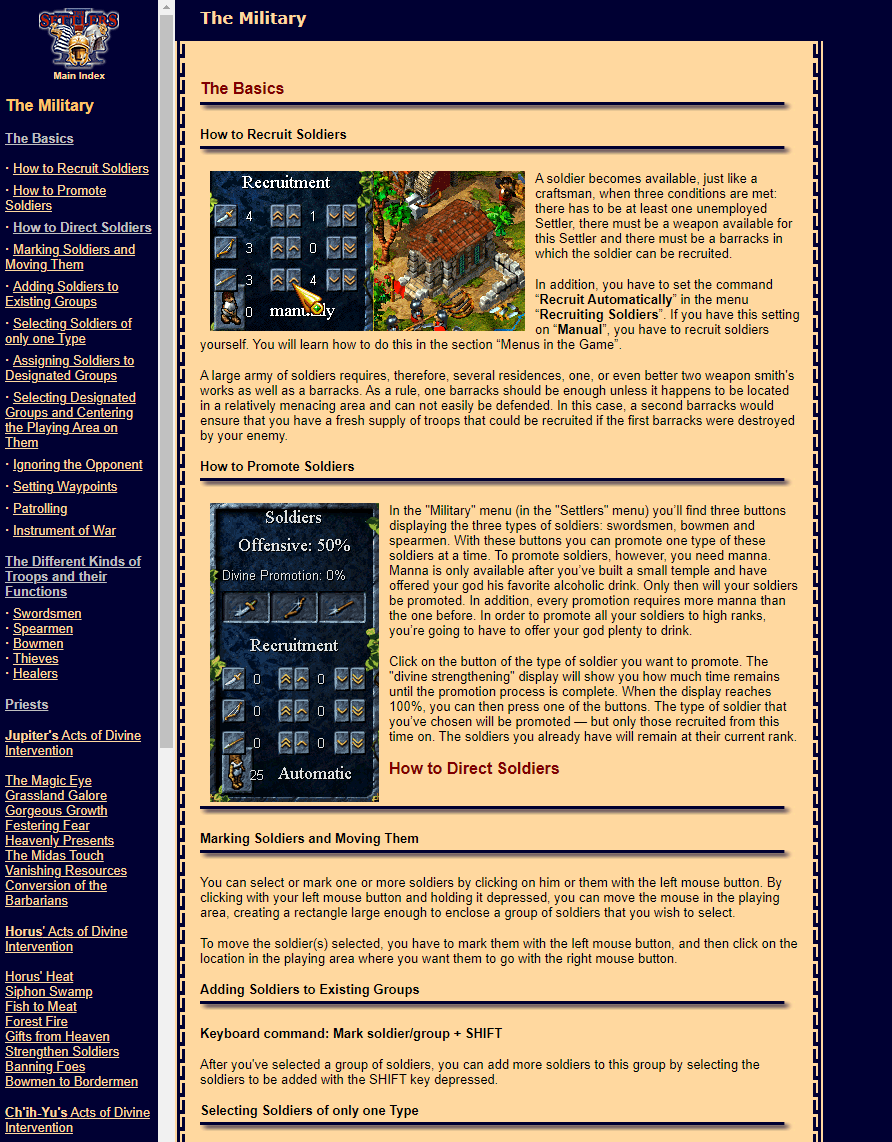 SETTLERS
Main Index
The Military
The Basics
· How to Recruit Soldiers
· How to Promote
Soldiers
· How to Direct Soldiers
· Marking Soldiers and
Moving Them
· Adding Soldiers to
Existing Groups
· Selecting Soldiers of
only one Type
· Assigning Soldiers to
Designated Groups
· Selecting Designated
Groups and Centering
the Playing Area on
Them
· Ignoring the Opponent
· Setting Waypoints
· Patrolling
· Instrument of War
The Different Kinds of
Troops and their
Functions
· Swordsmen
· Spearmen
· Bowmen
· Thieves
· Healers
Priests
Jupiter's Acts of Divine
Intervention
The Magic Eye
Grassland Galore
Gorgeous Growth
Festering Fear
Heavenly Presents
The Midas Touch
Vanishing Resources
Conversion of the
Barbarians
Horus' Acts of Divine
Intervention
Horus' Heat
Siphon Swamp
Fish to Meat
Forest Fire
Gifts from Heaven
Strengthen Soldiers
Banning Foes
Bowmen to Bordermen
Ch'ih-Yu's Acts of Divine
Intervention
The Military
The Basics
How to Recruit Soldiers
Recruitment
4 1
3 0
3 4
0 manually
A soldier becomes available, just like a
craftsman, when three conditions are met:
there has to be at least one unemployed
Settler, there must be a weapon available for
this Settler and there must be a barracks in
which the soldier can be recruited.
In addition, you have to set the command
“Recruit Automatically” in the menu
“Recruiting Soldiers”. If you have this setting
on “Manual”, you have to recruit soldiers
yourself. You will learn how to do this in the section “Menus in the Game”.
A large army of soldiers requires, therefore, several residences, one, or even better two weapon smith’s
works as well as a barracks. As a rule, one barracks should be enough unless it happens to be located
in a relatively menacing area and can not easily be defended. In this case, a second barracks would
ensure that you have a fresh supply of troops that could be recruited if the first barracks were destroyed
by your enemy.
How to Promote Soldiers
Soldiers
Offensive: 50%
Divine Promotion: 0%
Recruitment
0 0
0 0
0 0
25 Automatic
In the "Military" menu (in the "Settlers" menu) you’ll find three buttons
displaying the three types of soldiers: swordsmen, bowmen and
spearmen. With these buttons you can promote one type of these
soldiers at a time. To promote soldiers, however, you need manna.
Manna is only available after you’ve built a small temple and have
offered your god his favorite alcoholic drink. Only then will your soldiers
be promoted. In addition, every promotion requires more manna than
the one before. In order to promote all your soldiers to high ranks,
you’re going to have to offer your god plenty to drink.
Click on the button of the type of soldier you want to promote. The
"divine strengthening" display will show you how much time remains
until the promotion process is complete. When the display reaches
100%, you can then press one of the buttons. The type of soldier that
you’ve chosen will be promoted — but only those recruited from this
time on. The soldiers you already have will remain at their current rank.
How to Direct Soldiers
Marking Soldiers and Moving Them
You can select or mark one or more soldiers by clicking on him or them with the left mouse button. By
clicking with your left mouse button and holding it depressed, you can move the mouse in the playing
area, creating a rectangle large enough to enclose a group of soldiers that you wish to select.
To move the soldier(s) selected, you have to mark them with the left mouse button, and then click on the
location in the playing area where you want them to go with the right mouse button.
Adding Soldiers to Existing Groups
Keyboard command: Mark soldier/group + SHIFT
After you’ve selected a group of soldiers, you can add more soldiers to this group by selecting the
soldiers to be added with the SHIFT key depressed.
Selecting Soldiers of only one Type